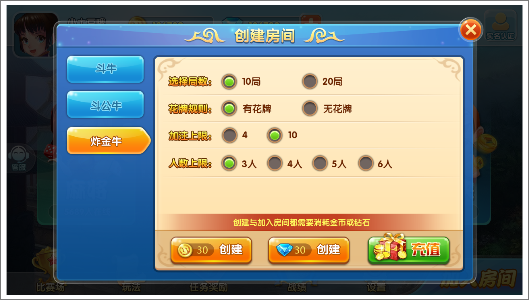 创建房间
斗牛
斗公牛
炸金牛
选择局数: 10局 20局
花牌规则: 有花牌 无花牌
加注上限: 4 10
人数上限: 3人 4人 5人 6人
创建与加入房间都需要消耗金币或钻石
30 创建 30 创建 充值
比赛场 玩法 任务奖励 战绩 设置 加入房间